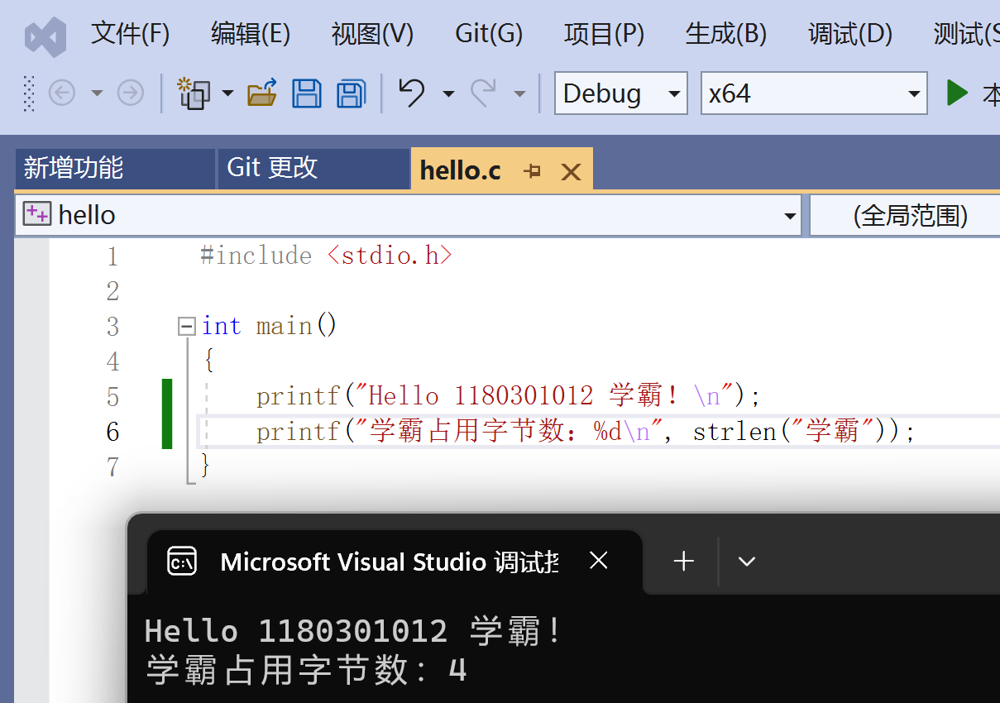 文件(F) 编辑(E) 视图(V) Git(G) 项目(P) 生成(B) 调试(D) 测试(S
Debug x64 本
新增功能 Git 更改 hello.c
hello (全局范围)
1 #include <stdio.h>
2
3 int main()
4 {
5 printf("Hello 1180301012 学霸！\n");
6 printf("学霸占用字节数：%d\n", strlen("学霸"));
7 }
Microsoft Visual Studio 调试控
Hello 1180301012 学霸！
学霸占用字节数：4